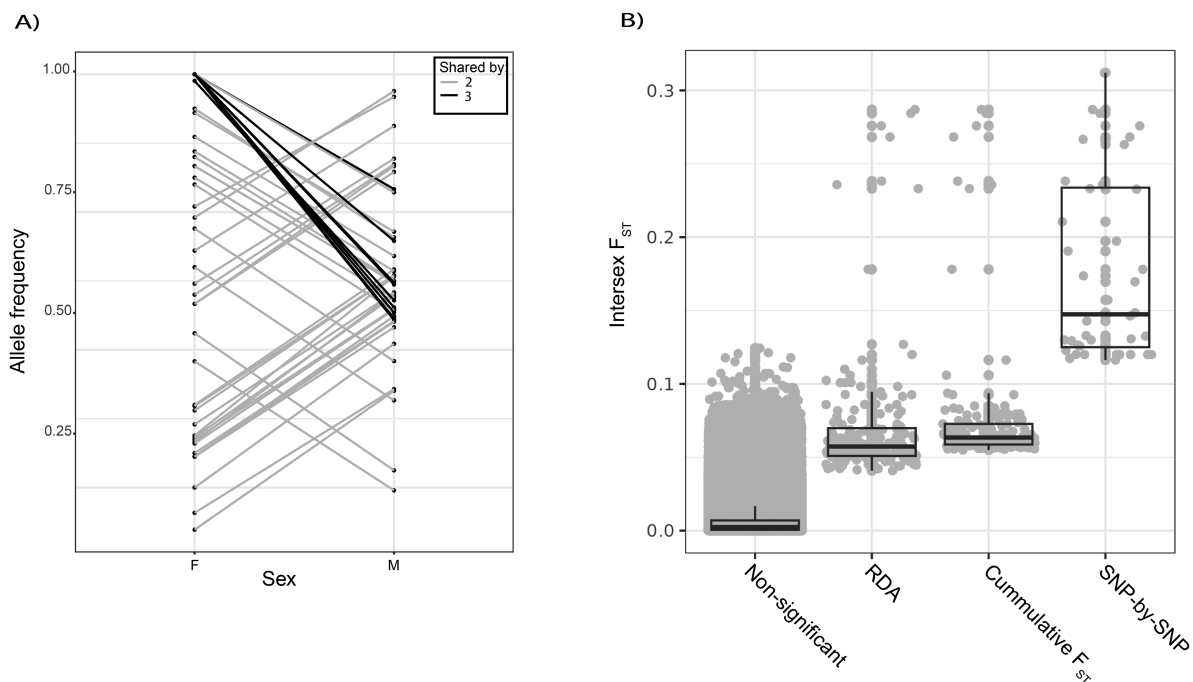 A)
Allele frequency
1.00
0.75
0.50
0.25
Shared by
2
3
F
M
Sex
B)
Intersex FST
0.3
0.2
0.1
0.0
Non-significant
RDA
Cummulative FST
SNP-by-SNP